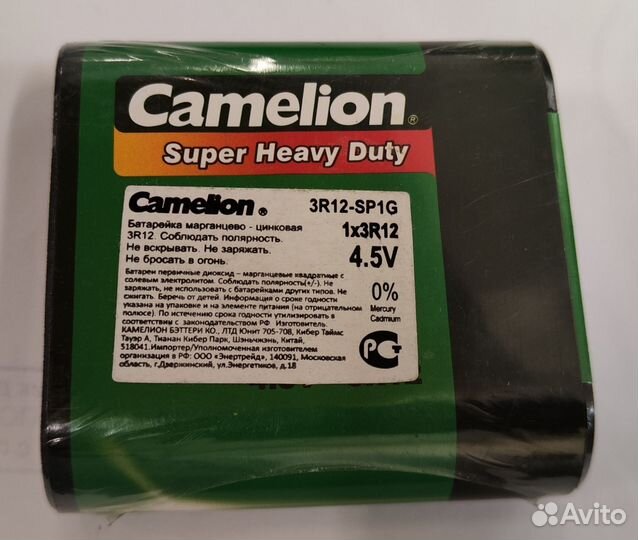 Camelion®
Super Heavy Duty
Camelion® 3R12-SP1G
Батарейка марганцево - цинковая 1x3R12
3R12. Соблюдать полярность.
Не вскрывать. Не заряжать. 4.5V
Не бросать в огонь.
Батареи первичные диоксид – марганцевые квадратные с
солевым электролитом. Соблюдать полярность(+/-). Не
заряжать, не использовать с батарейками других типов. Не
сжигать. Беречь от детей. Информация о сроке годности
указана на упаковке и на элементе питания (на отрицательном
полюсе). По истечению срока годности утилизировать в
соответствии с законодательством РФ. Изготовитель:
КАМЕЛИОН БЭТТЕРИ КО., ЛТД Юнит 705-708, Кибер Таймс
Тауэр А, Тианан Кибер Парк, Шэньчжэнь, Китай,
518041.Импортер/Уполномоченная изготовителем
организация в РФ: ООО «Энертрейд», 140091, Московская
область, г.Дзержинский, ул.Энергетиков, д.18
0%
Mercury
Cadmium
Avito